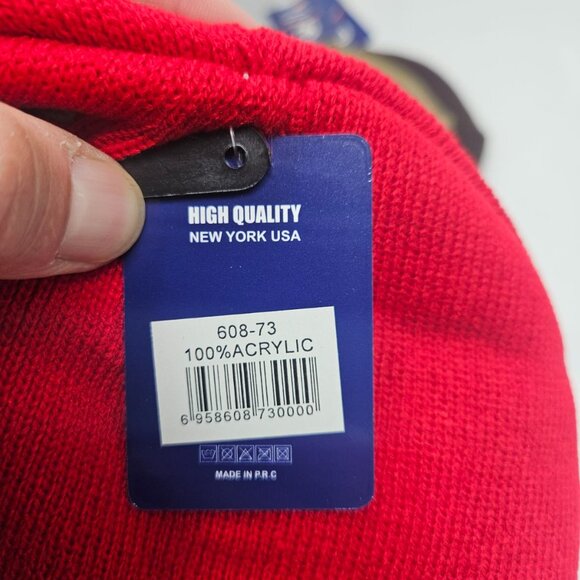 HIGH QUALITY
NEW YORK USA
608-73
100%ACRYLIC
6 958608 730000
MADE IN P.R.C